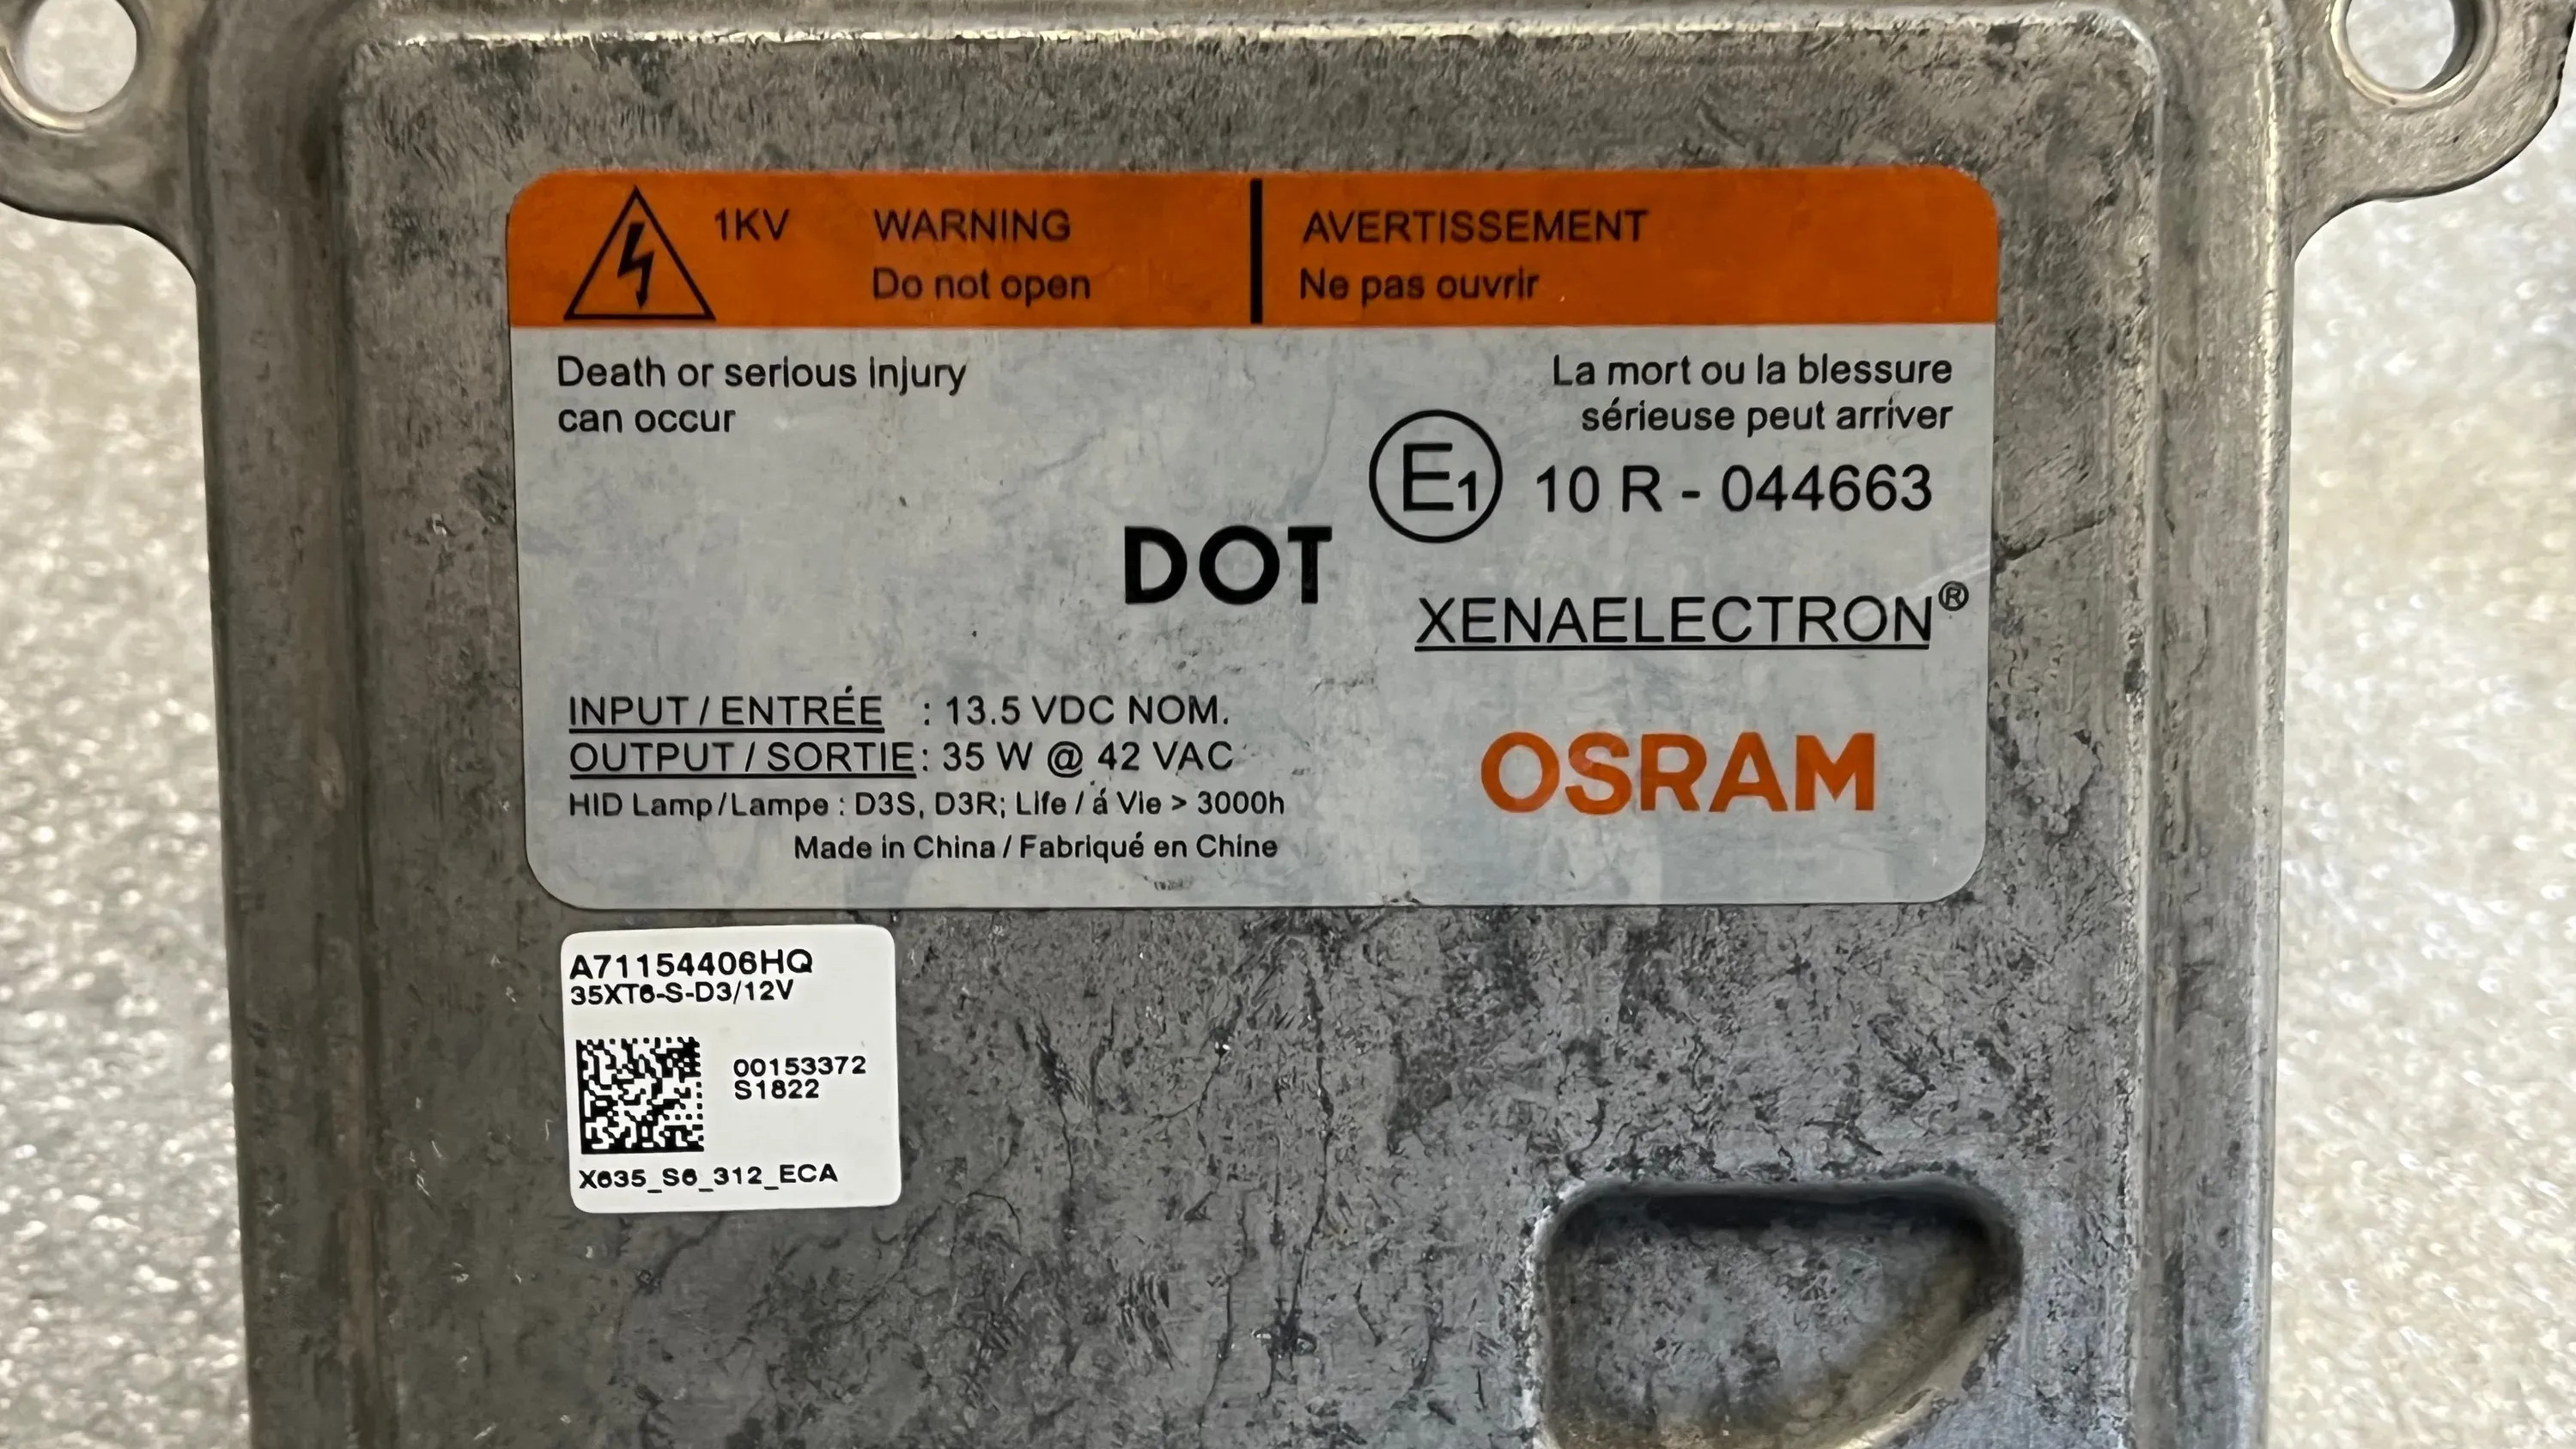 1KV WARNING AVERTISSEMENT
Do not open Ne pas ouvrir
Death or serious injury
can occur
La mort ou la blessure
sérieuse peut arriver
E1 10 R - 044663
DOT
XENAELECTRON®
INPUT / ENTRÉE : 13.5 VDC NOM.
OUTPUT / SORTIE : 35 W @ 42 VAC
HID Lamp/Lampe : D3S, D3R; Life / á Vie > 3000h
Made in China / Fabriqué en Chine
OSRAM
A71154406HQ
35XT6-S-D3/12V
00153372
S1822
X635_S6_312_ECA